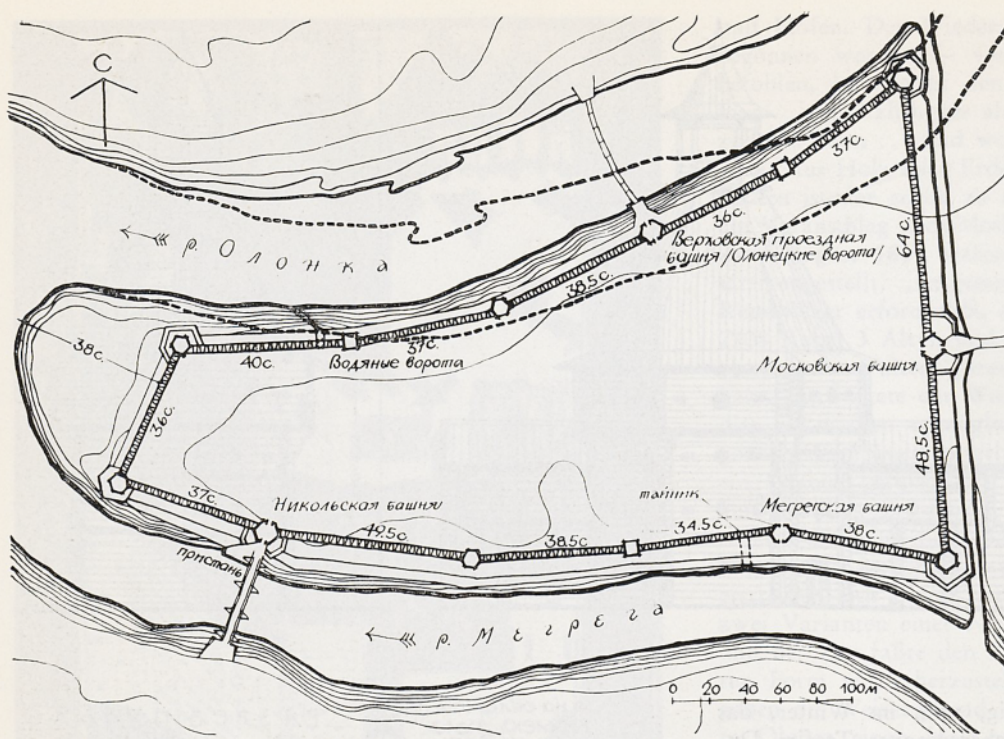 С
р. Олонка
37с.
36с.
Верховская проездная
башня /Олонецкие ворота/
38,5с.
64с.
37с.
40с.
Водяные ворота
38с.
36с.
Московская башня
48,5с.
37с.
Никольская башня
49,5с.
пристань
38,5с.
тайник
34,5с.
Мегрегская башня
38с.
р. Мегрега
0 20 40 60 80 100м